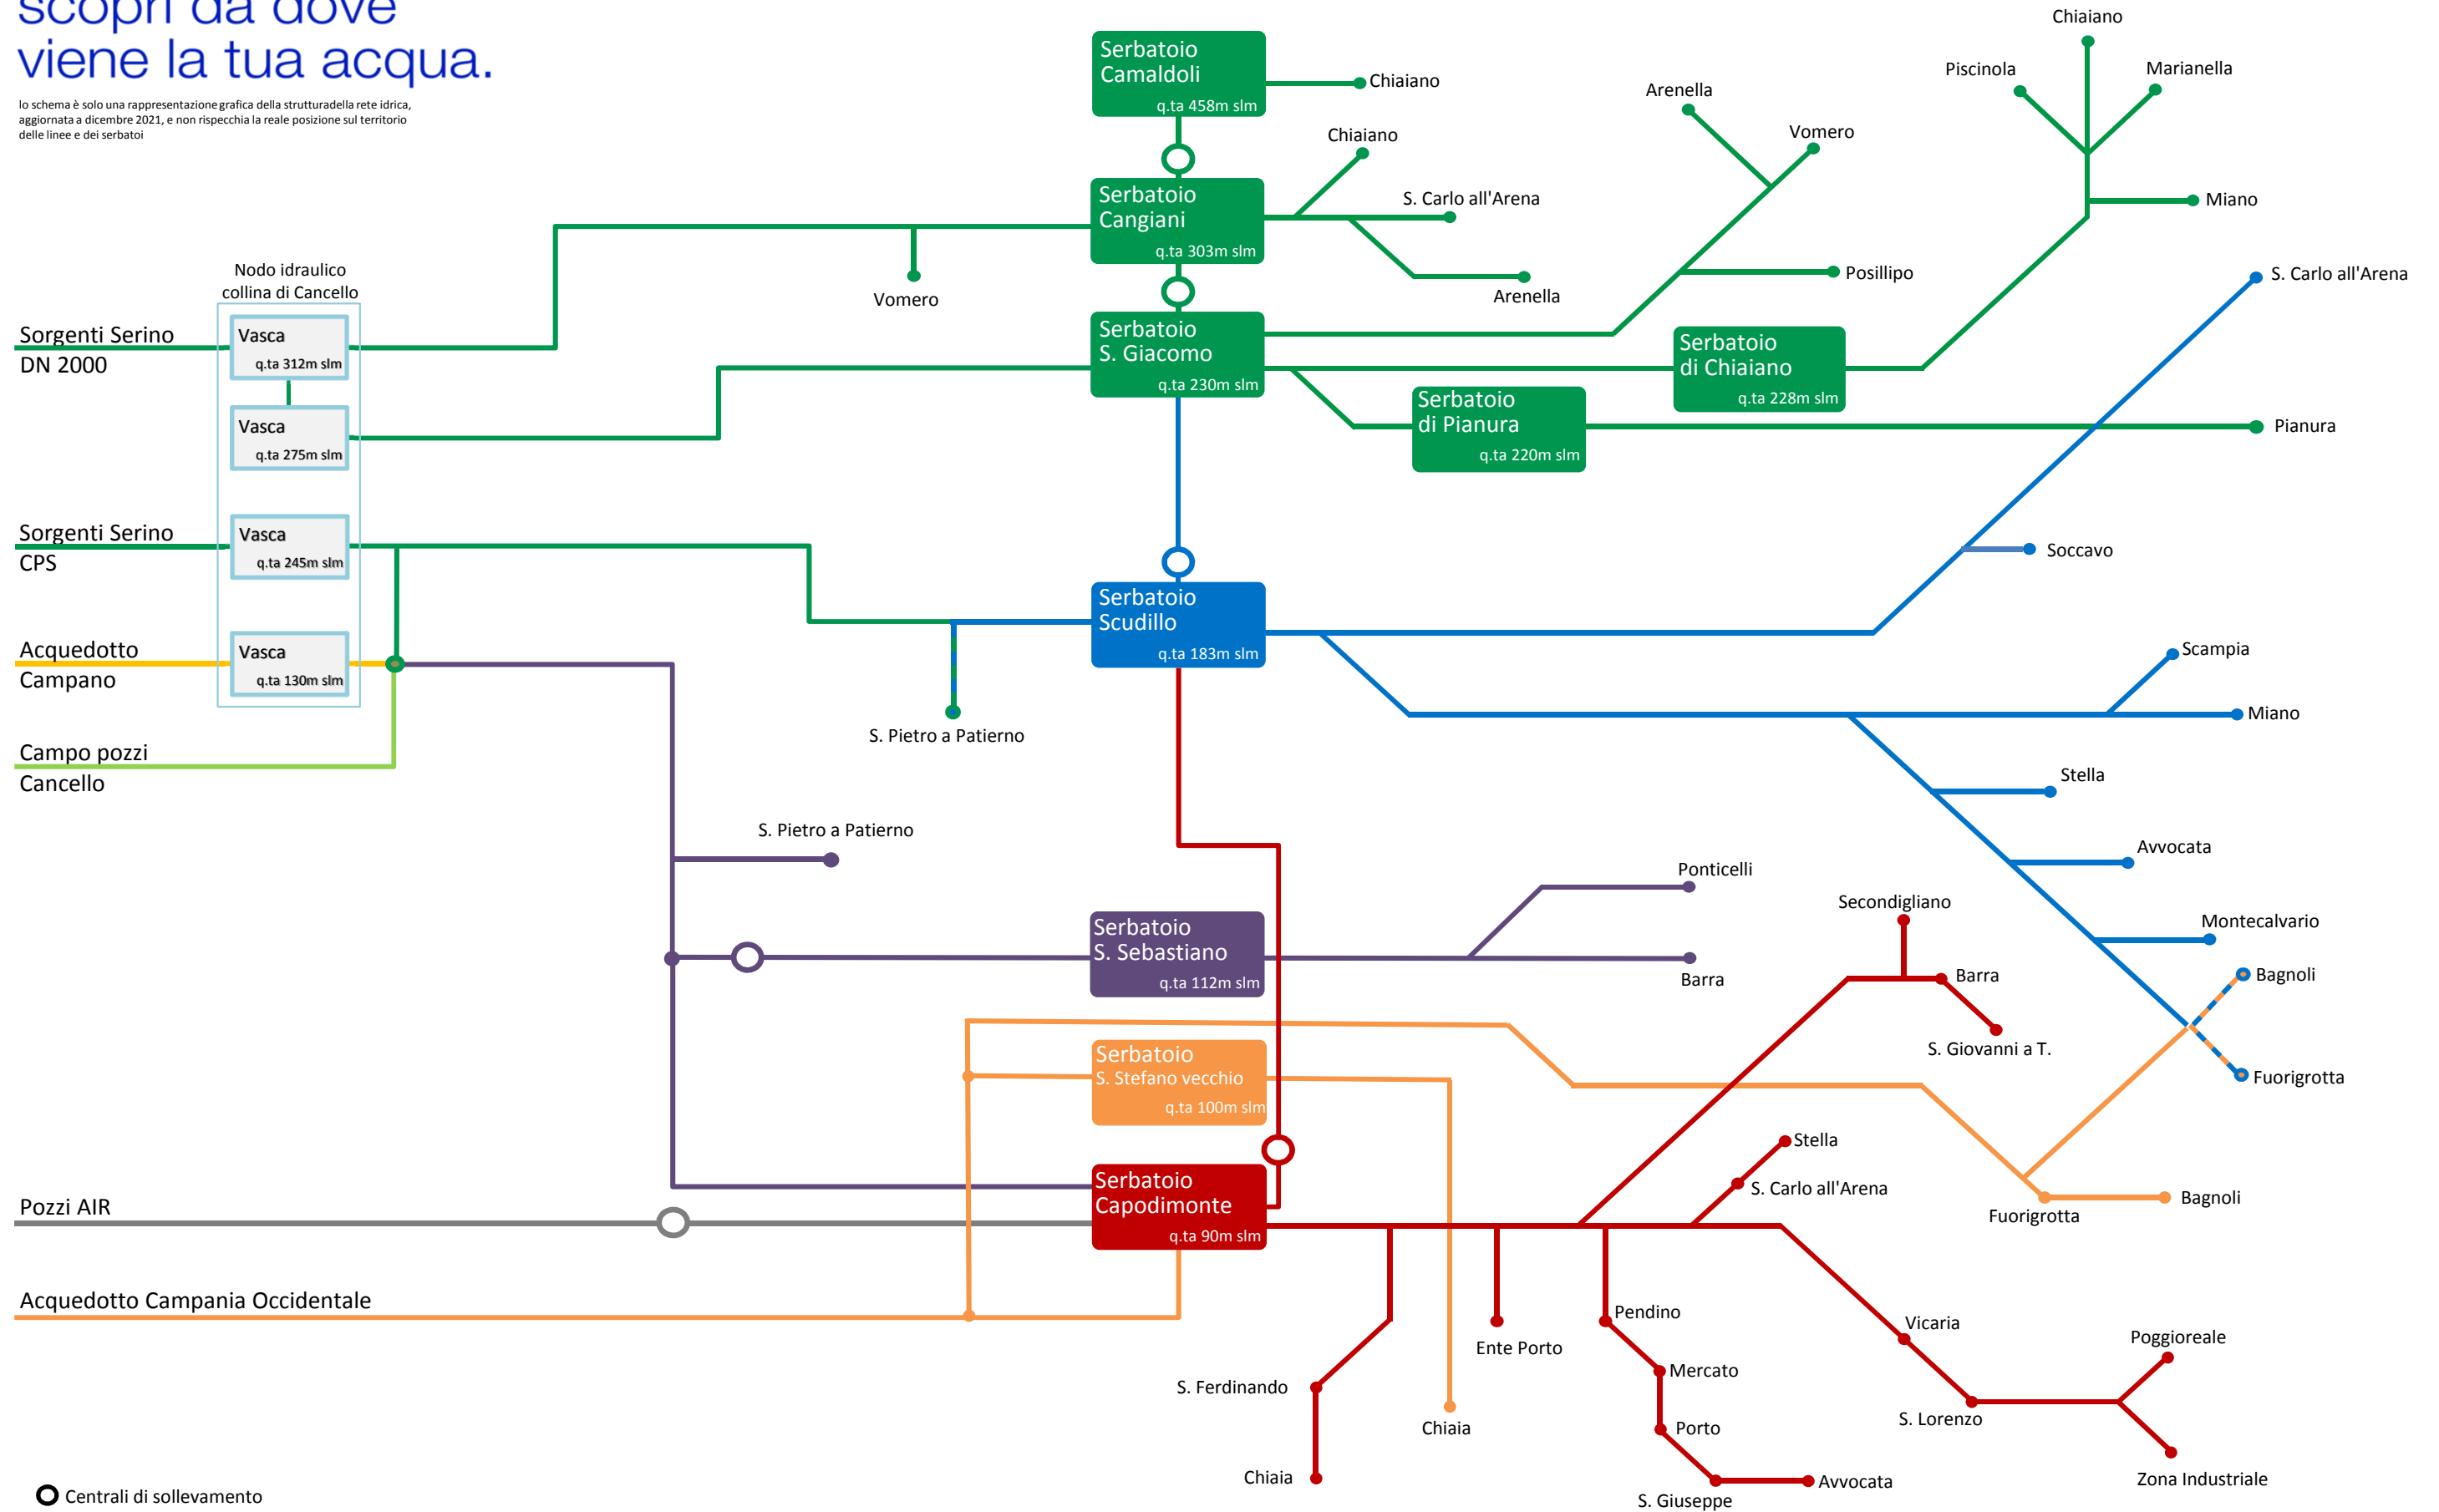 scopri da dove
viene la tua acqua.
lo schema è solo una rappresentazione grafica della strutturadella rete idrica,
aggiornata a dicembre 2021, e non rispecchia la reale posizione sul territorio
delle linee e dei serbatoi
Serbatoio
Camaldoli
q.ta 458m slm
Chiaiano
Chiaiano
Serbatoio
Cangiani
q.ta 303m slm
S. Carlo all'Arena
Arenella
Vomero
Arenella
Vomero
Posillipo
Chiaiano
Piscinola
Marianella
Miano
S. Carlo all'Arena
Nodo idraulico
collina di Cancello
Sorgenti Serino
DN 2000
Vasca
q.ta 312m slm
Vasca
q.ta 275m slm
Serbatoio
S. Giacomo
q.ta 230m slm
Serbatoio
di Chiaiano
q.ta 228m slm
Serbatoio
di Pianura
q.ta 220m slm
Pianura
Sorgenti Serino
CPS
Vasca
q.ta 245m slm
Soccavo
Serbatoio
Scudillo
q.ta 183m slm
Acquedotto
Campano
Vasca
q.ta 130m slm
Scampia
Miano
S. Pietro a Patierno
Campo pozzi
Cancello
Stella
S. Pietro a Patierno
Avvocata
Ponticelli
Secondigliano
Montecalvario
Serbatoio
S. Sebastiano
q.ta 112m slm
Barra
Barra
Bagnoli
S. Giovanni a T.
Serbatoio
S. Stefano vecchio
q.ta 100m slm
Fuorigrotta
Stella
S. Carlo all'Arena
Serbatoio
Capodimonte
q.ta 90m slm
Fuorigrotta
Bagnoli
Pozzi AIR
Acquedotto Campania Occidentale
Pendino
Ente Porto
Vicaria
Poggioreale
Mercato
S. Ferdinando
Chiaia
Porto
S. Lorenzo
Chiaia
Avvocata
S. Giuseppe
Zona Industriale
Centrali di sollevamento